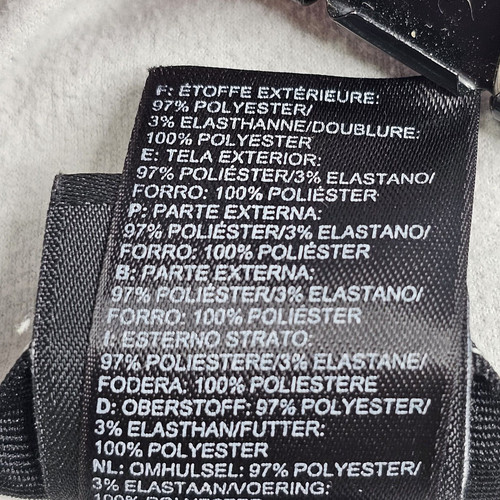 F: ÉTOFFE EXTÉRIEURE:
97% POLYESTER/
3% ELASTHANNE/DOUBLURE:
100% POLYESTER
E: TELA EXTERIOR:
97% POLIÉSTER/3% ELASTANO/
FORRO: 100% POLIÉSTER
P: PARTE EXTERNA:
97% POLIÉSTER/3% ELASTANO/
FORRO: 100% POLIÉSTER
B: PARTE EXTERNA:
97% POLIÉSTER/3% ELASTANO/
FORRO: 100% POLIÉSTER
I: ESTERNO STRATO:
97% POLIESTERE/3% ELASTANE/
FODERA: 100% POLIESTERE
D: OBERSTOFF: 97% POLYESTER/
3% ELASTHAN/FUTTER:
100% POLYESTER
NL: OMHULSEL: 97% POLYESTER/
3% ELASTAAN/VOERING:
100% POLYESTER